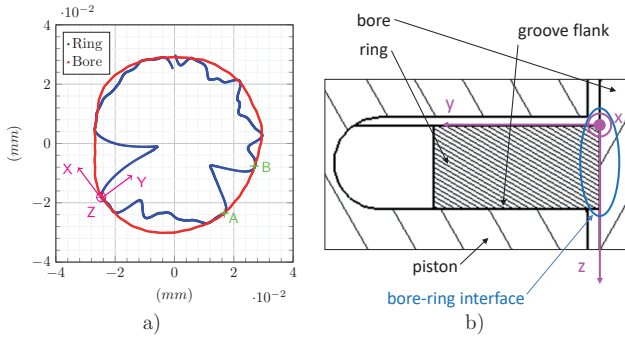 4 ·10⁻²
Ring
Bore
2
0
−2
−4
(mm)
X
Y
Z
A
B
−4 −2 0 2 4
(mm) ·10⁻²
a)
bore
ring
groove flank
y
x
z
piston
bore-ring interface
b)